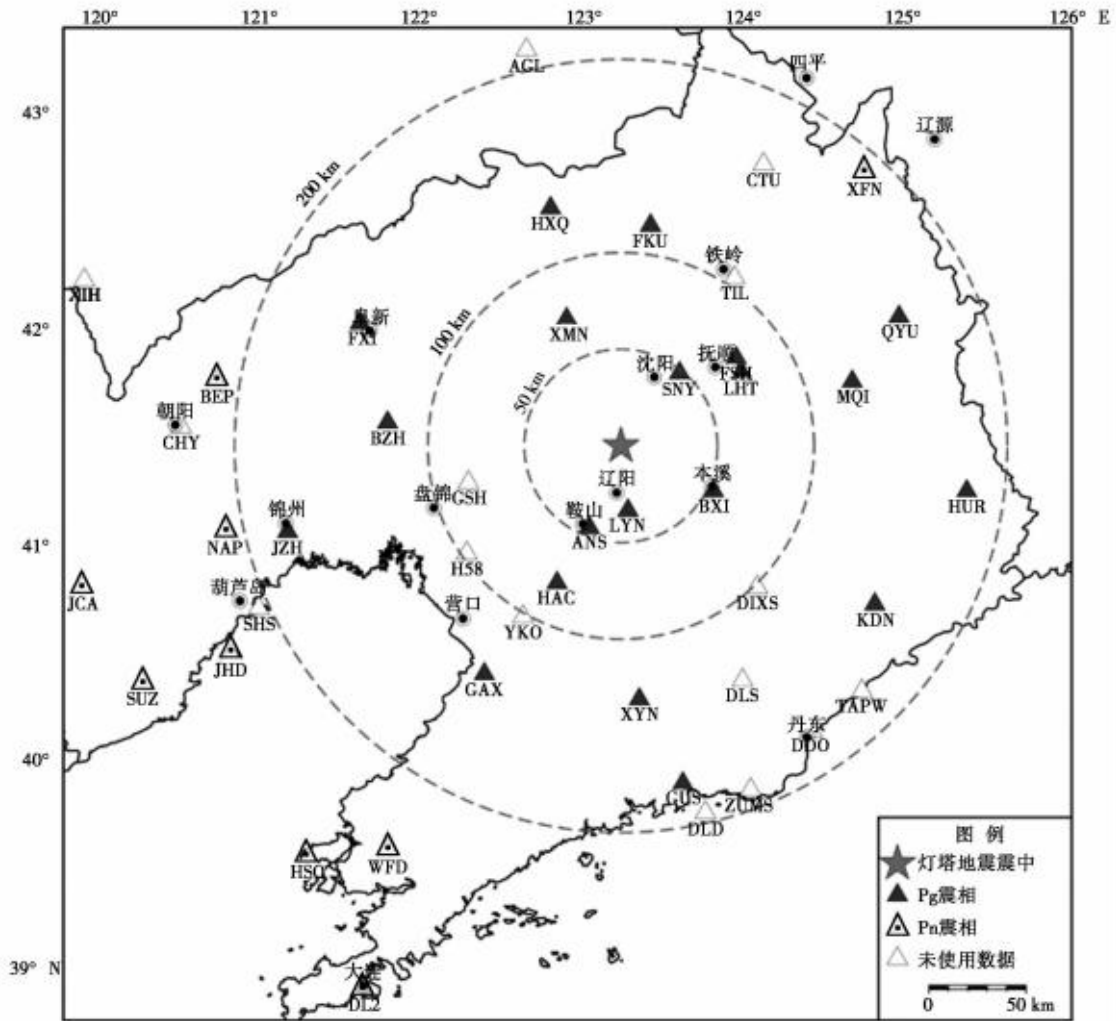 120° 121° 122° 123° 124° 125° 126° E
AGL
四平
43°
辽源
200 km
CTU
XFN
HXQ
FKU
铁岭
TIL
100 km
42°
阜新
FXI
XMN
QYU
50 km
沈阳
SNY
抚顺
FSH
LHT
MQI
BEP
朝阳
CHY
BZH
辽阳
本溪
BXI
盘锦
GSH
HUR
鞍山
ANS
LYN
锦州
JZH
NAP
41°
H58
HAC
DIXS
KDN
JCA
葫芦岛
SHS
营口
YKO
JHD
SUZ
GAX
XYN
DLS
TAPW
丹东
DDO
40°
GUS
ZUMS
DLD
HSO
WFD
39° N
DL2
图 例
灯塔地震震中
Pg震相
Pn震相
未使用数据
0 50 km